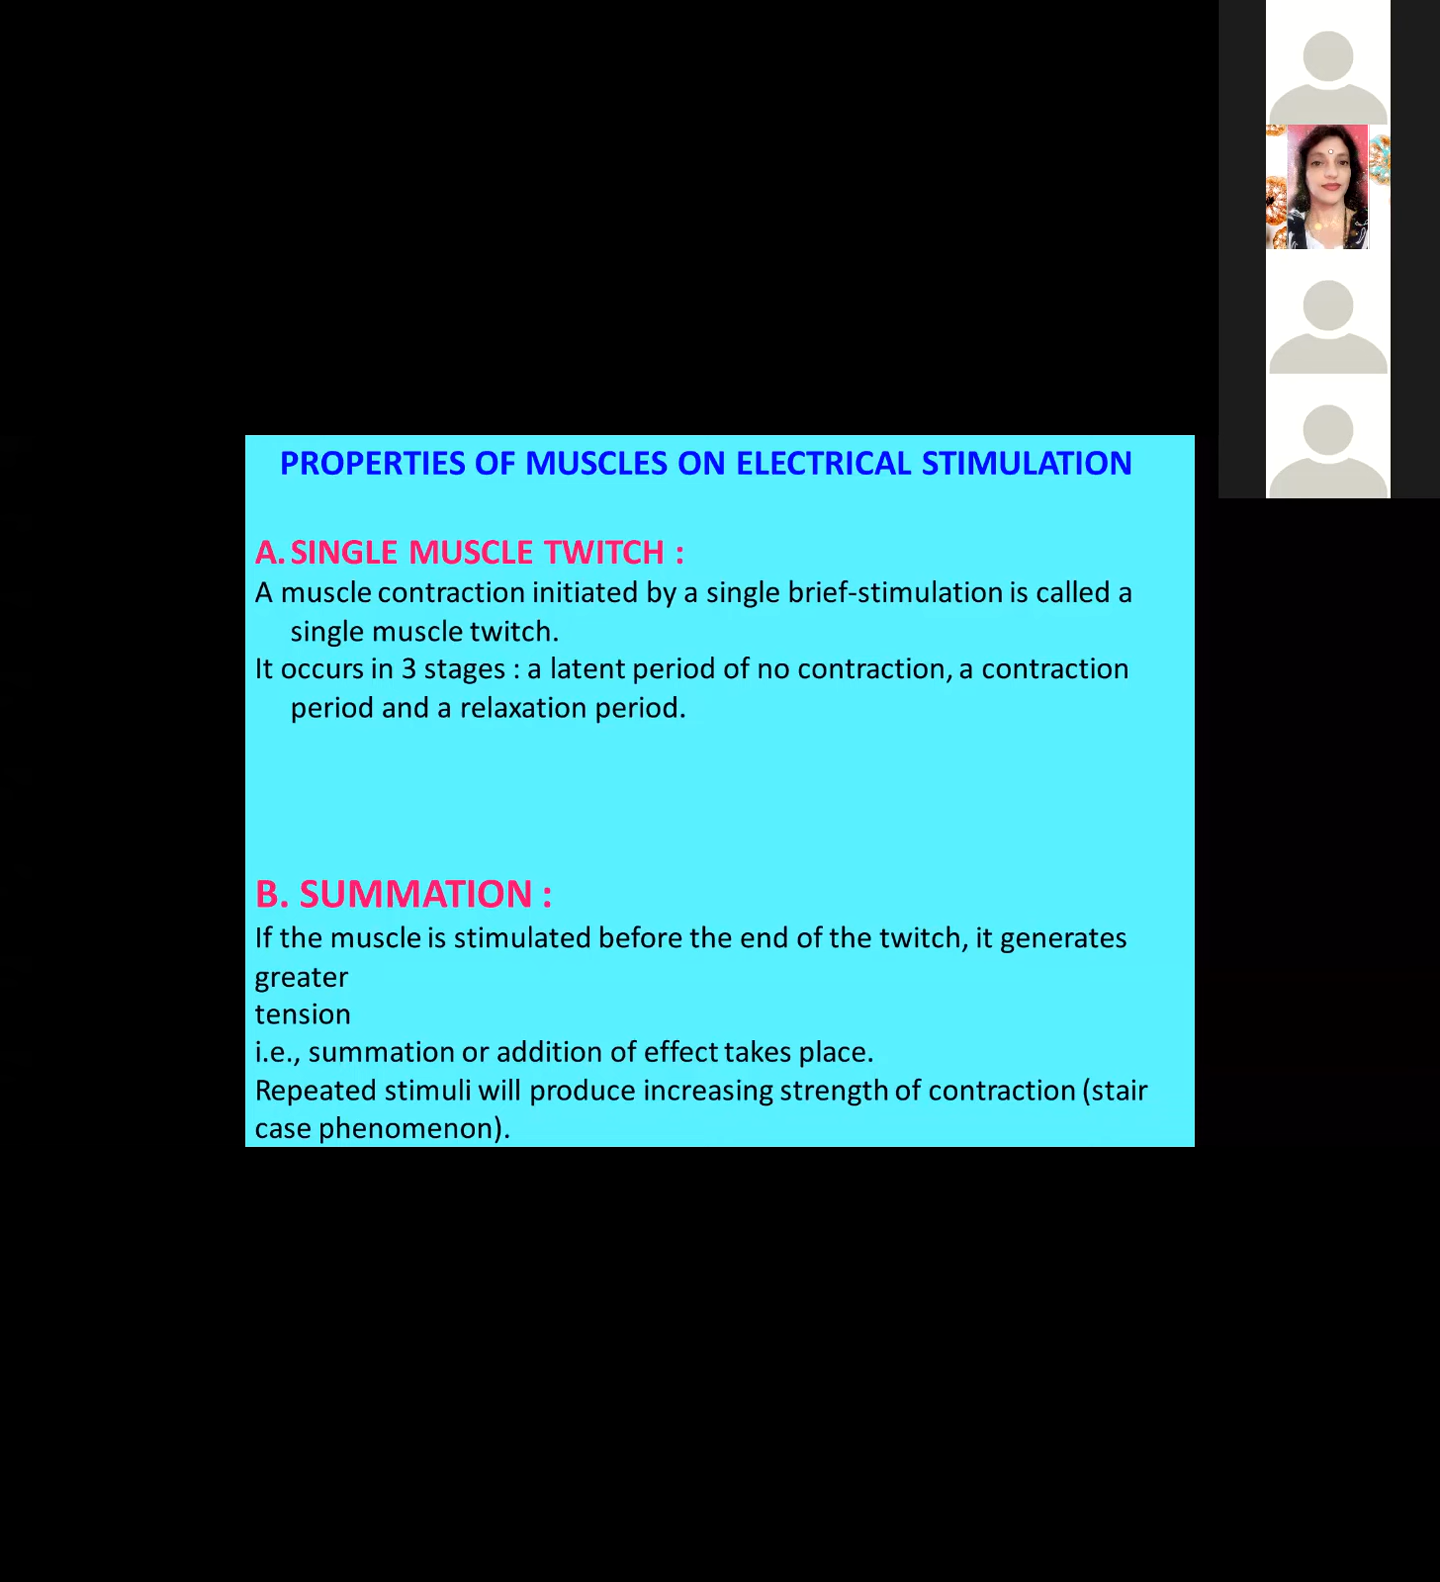 PROPERTIES OF MUSCLES ON ELECTRICAL STIMULATION
A. SINGLE MUSCLE TWITCH :
A muscle contraction initiated by a single brief-stimulation is called a
single muscle twitch.
It occurs in 3 stages : a latent period of no contraction, a contraction
period and a relaxation period.
B. SUMMATION :
If the muscle is stimulated before the end of the twitch, it generates
greater
tension
i.e., summation or addition of effect takes place.
Repeated stimuli will produce increasing strength of contraction (stair
case phenomenon).